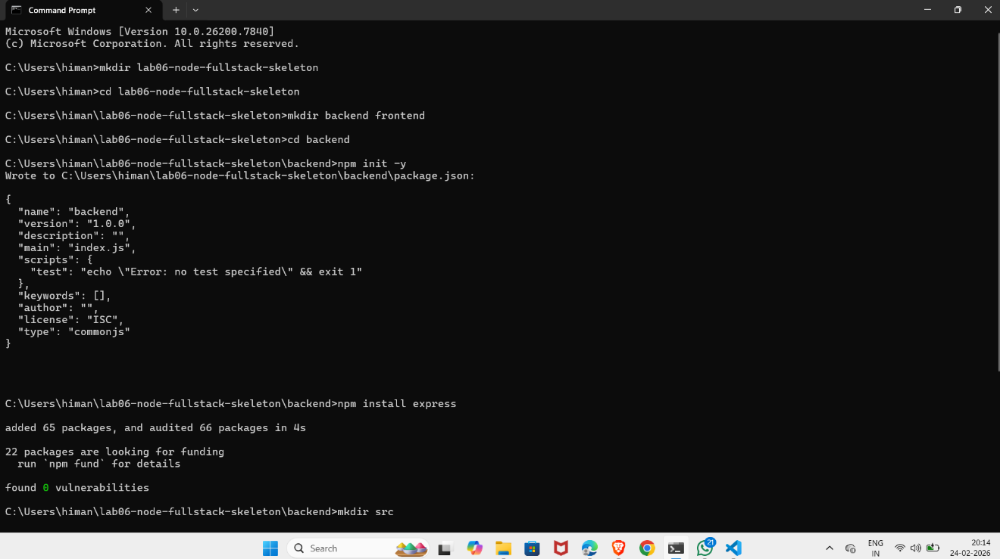 Command Prompt
Microsoft Windows [Version 10.0.26200.7840]
(c) Microsoft Corporation. All rights reserved.
C:\Users\himan>mkdir lab06-node-fullstack-skeleton
C:\Users\himan>cd lab06-node-fullstack-skeleton
C:\Users\himan\lab06-node-fullstack-skeleton>mkdir backend frontend
C:\Users\himan\lab06-node-fullstack-skeleton>cd backend
C:\Users\himan\lab06-node-fullstack-skeleton\backend>npm init -y
Wrote to C:\Users\himan\lab06-node-fullstack-skeleton\backend\package.json:
{
  "name": "backend",
  "version": "1.0.0",
  "description": "",
  "main": "index.js",
  "scripts": {
    "test": "echo \"Error: no test specified\" && exit 1"
  },
  "keywords": [],
  "author": "",
  "license": "ISC",
  "type": "commonjs"
}
C:\Users\himan\lab06-node-fullstack-skeleton\backend>npm install express
added 65 packages, and audited 66 packages in 4s
22 packages are looking for funding
  run `npm fund` for details
found 0 vulnerabilities
C:\Users\himan\lab06-node-fullstack-skeleton\backend>mkdir src
Search
21
ENG
IN
20:14
24-02-2026